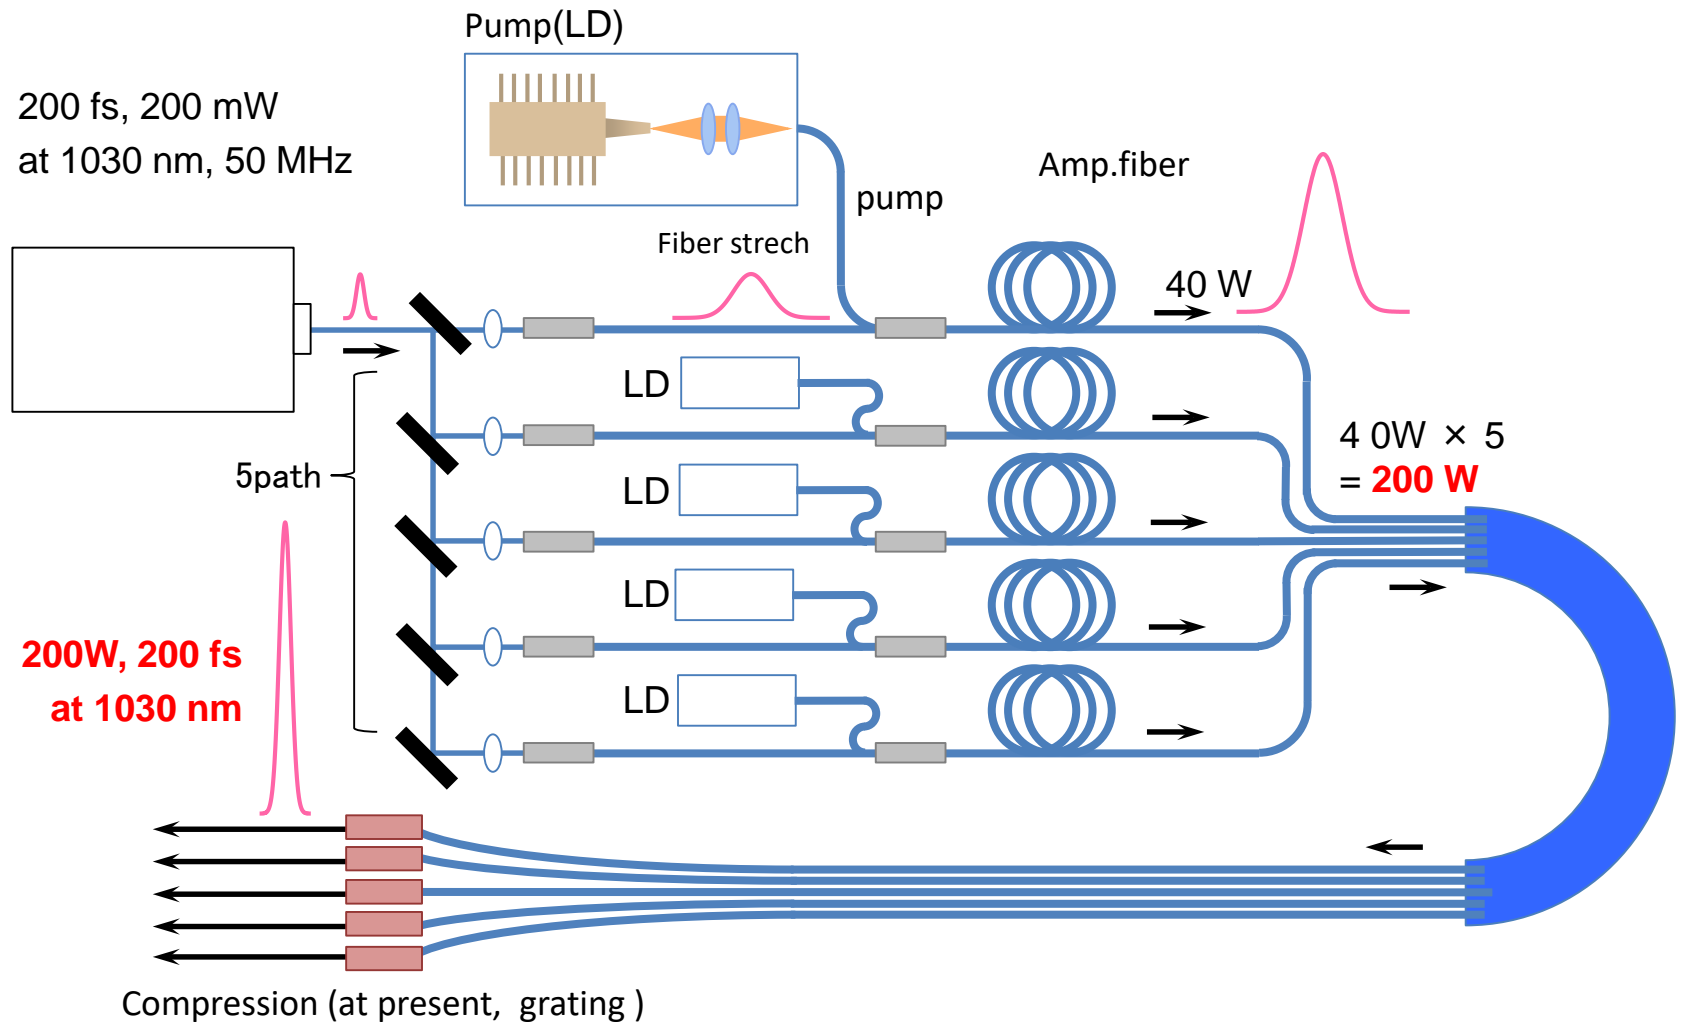 Pump(LD)
200 fs, 200 mW
at 1030 nm, 50 MHz
Amp.fiber
pump
Fiber strech
40 W
LD
4 0W × 5
= 200 W
5path
LD
LD
200W, 200 fs
at 1030 nm
LD
Compression (at present, grating )